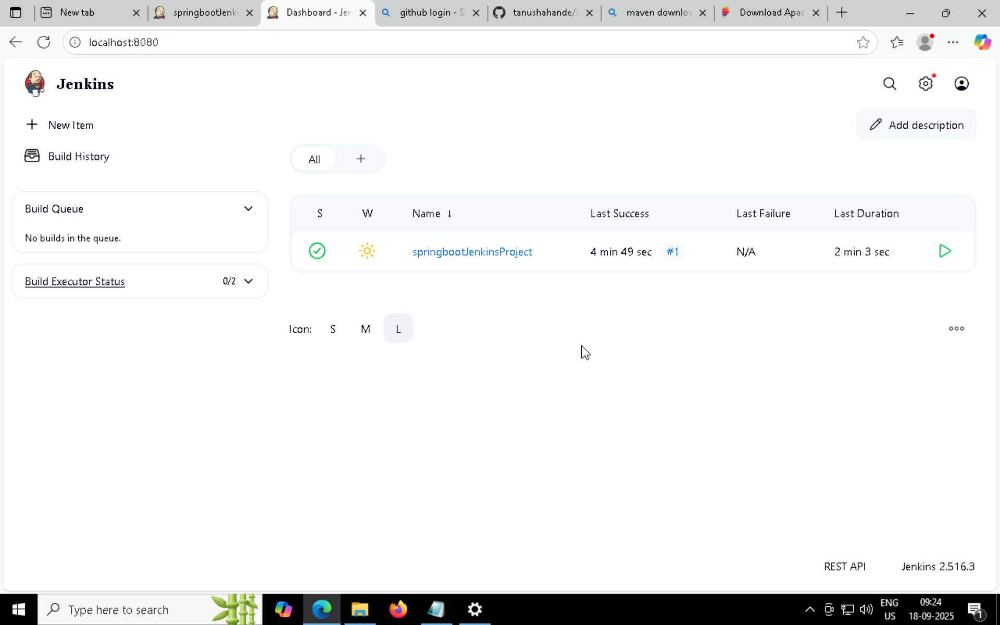 New tab
springbootJenki
Dashboard - Jen
github login - S
tanushahande/s
maven downloa
Download Apac
localhost:8080
Jenkins
New Item
Add description
Build History
All
Build Queue
No builds in the queue.
Build Executor Status 0/2
S W Name ↓ Last Success Last Failure Last Duration
springbootJenkinsProject 4 min 49 sec #1 N/A 2 min 3 sec
Icon: S M L
REST API Jenkins 2.516.3
Type here to search
ENG
US
09:24
18-09-2025
1